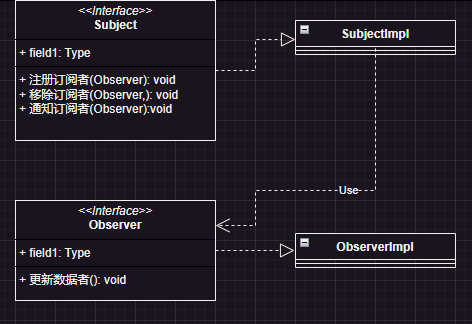 <<Interface>>
Subject
+ field1: Type
+ 注册订阅者(Observer): void
+ 移除订阅者(Observer,): void
+ 通知订阅者(Observer):void
SubjectImpl
Use
<<Interface>>
Observer
+ field1: Type
+ 更新数据者(): void
ObserverImpl